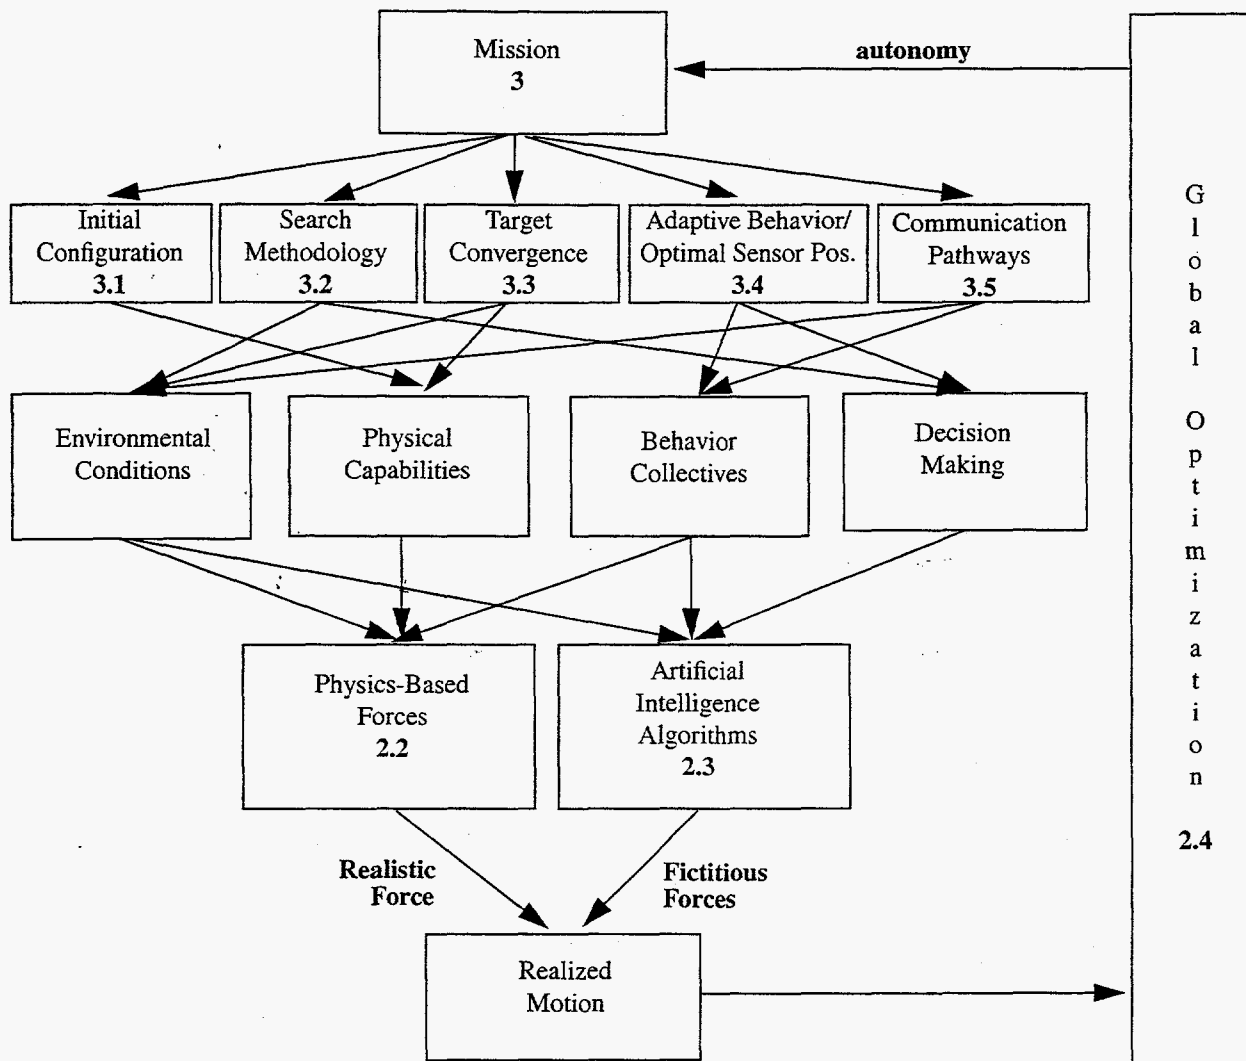 Mission
3
autonomy
Initial
Configuration
3.1
Search
Methodology
3.2
Target
Convergence
3.3
Adaptive Behavior/
Optimal Sensor Pos.
3.4
Communication
Pathways
3.5
Environmental
Conditions
Physical
Capabilities
Behavior
Collectives
Decision
Making
Physics-Based
Forces
2.2
Artificial
Intelligence
Algorithms
2.3
Realistic
Force
Fictitious
Forces
Realized
Motion
Global Optimization
2.4